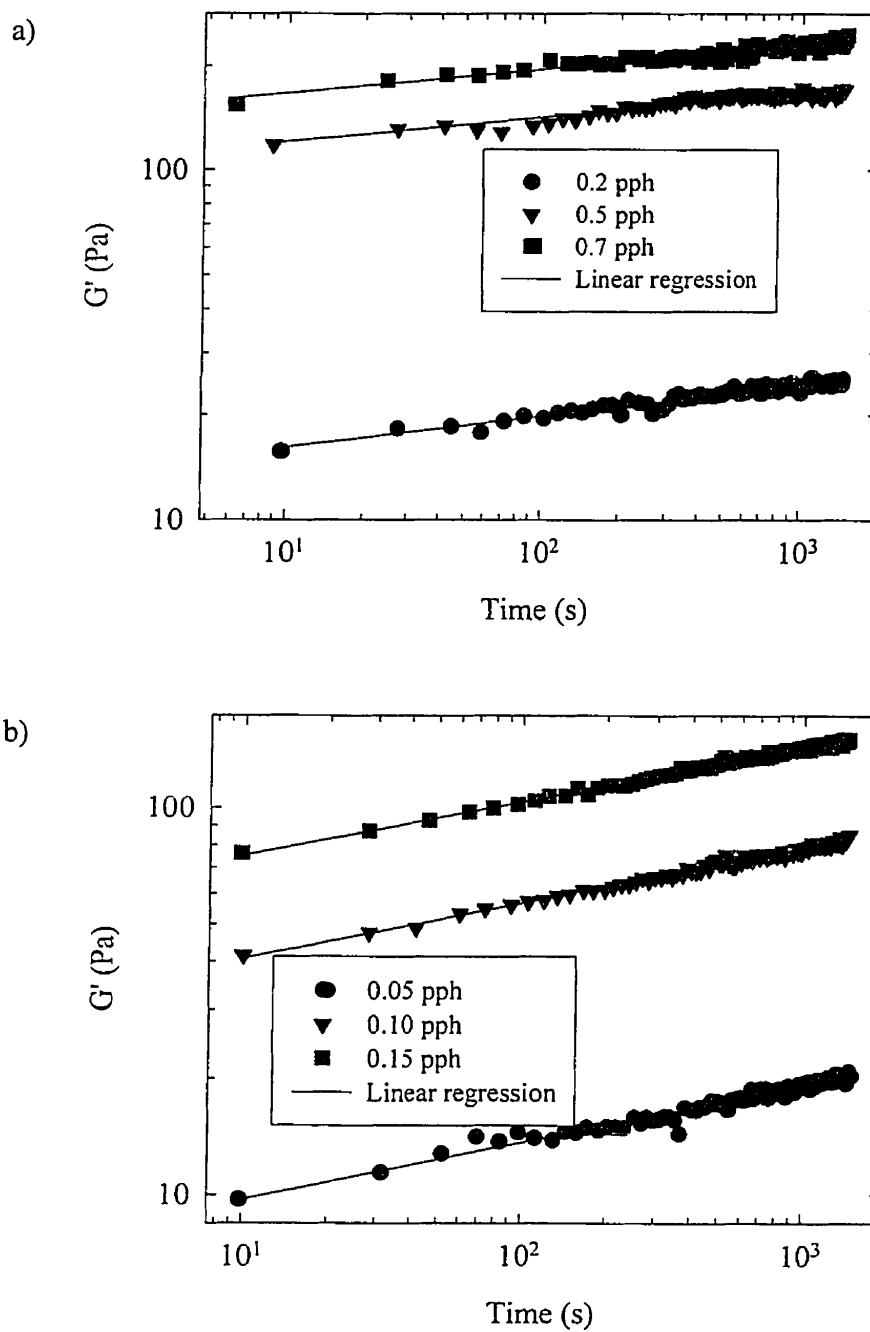 a)
100
10
G' (Pa)
0.2 pph
0.5 pph
0.7 pph
Linear regression
10¹ 10² 10³
Time (s)
b)
100
10
G' (Pa)
0.05 pph
0.10 pph
0.15 pph
Linear regression
10¹ 10² 10³
Time (s)